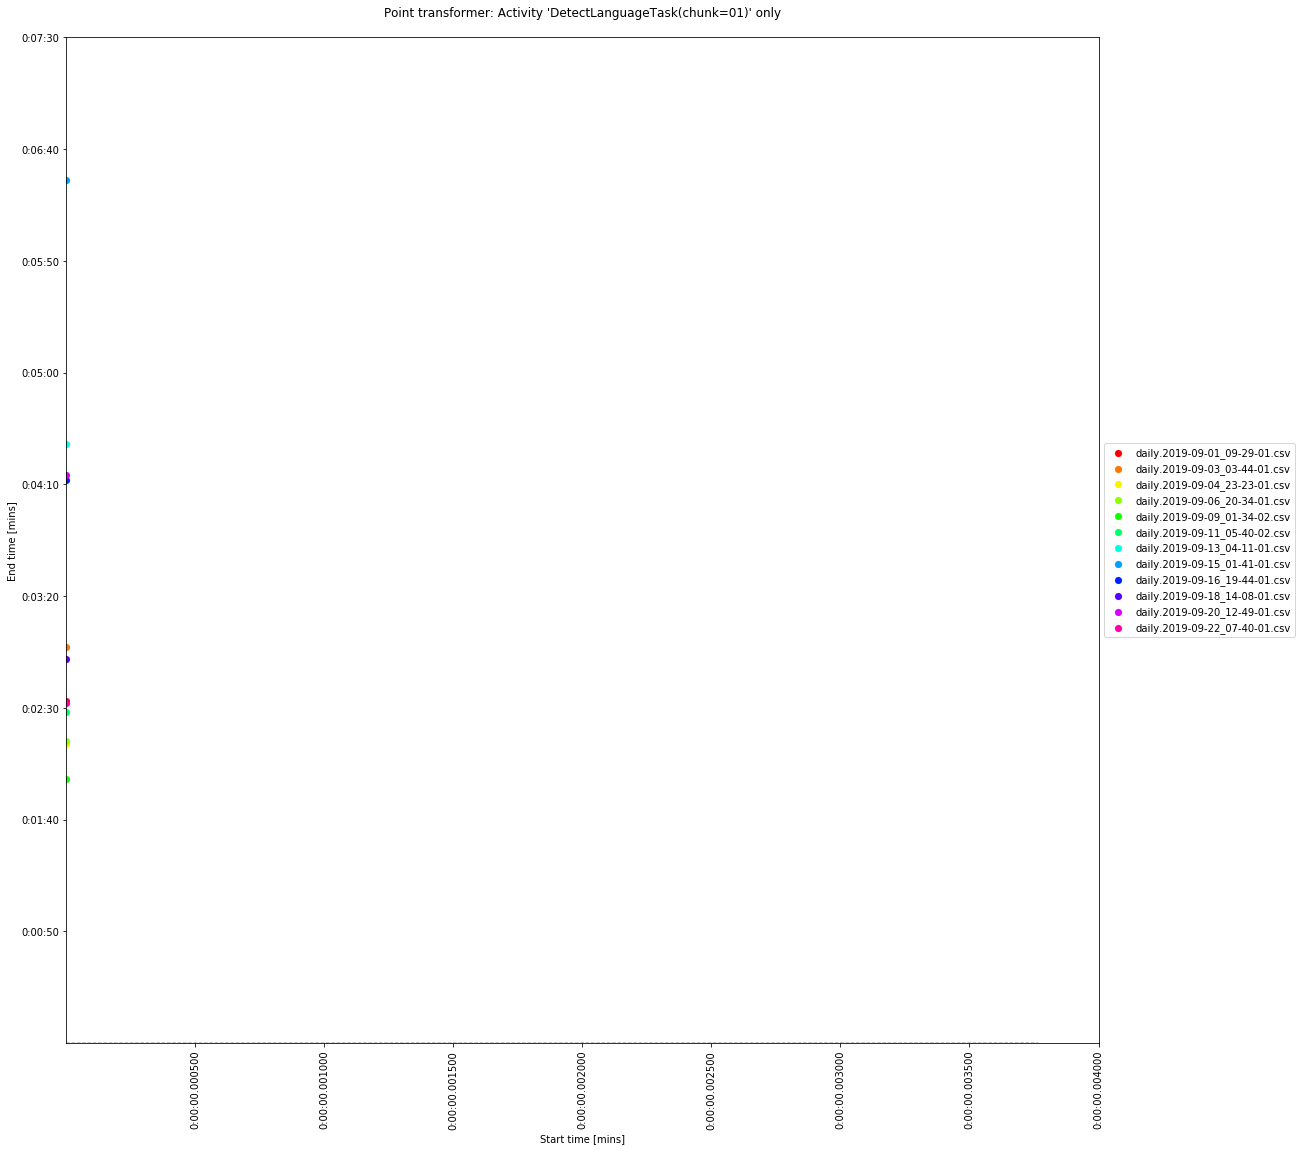 Point transformer: Activity 'DetectLanguageTask(chunk=01)' only
0:07:30
0:06:40
0:05:50
0:05:00
0:04:10
0:03:20
0:02:30
0:01:40
0:00:50
End time [mins]
0:00:00.000500
0:00:00.001000
0:00:00.001500
0:00:00.002000
0:00:00.002500
0:00:00.003000
0:00:00.003500
0:00:00.004000
Start time [mins]
daily.2019-09-01_09-29-01.csv
daily.2019-09-03_03-44-01.csv
daily.2019-09-04_23-23-01.csv
daily.2019-09-06_20-34-01.csv
daily.2019-09-09_01-34-02.csv
daily.2019-09-11_05-40-02.csv
daily.2019-09-13_04-11-01.csv
daily.2019-09-15_01-41-01.csv
daily.2019-09-16_19-44-01.csv
daily.2019-09-18_14-08-01.csv
daily.2019-09-20_12-49-01.csv
daily.2019-09-22_07-40-01.csv